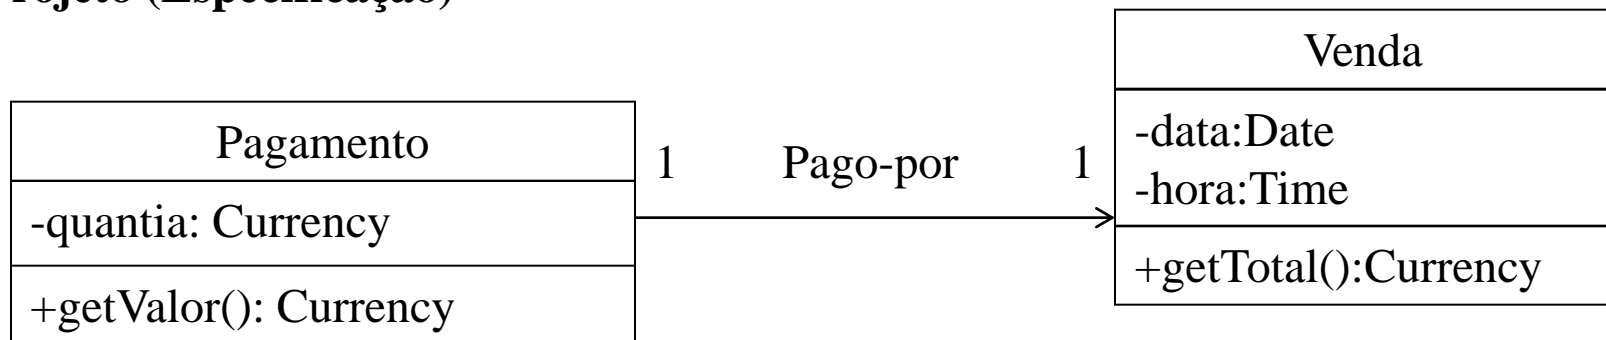 Pagamento
-quantia: Currency
+getValor(): Currency
1 Pago-por 1
Venda
-data:Date
-hora:Time
+getTotal():Currency